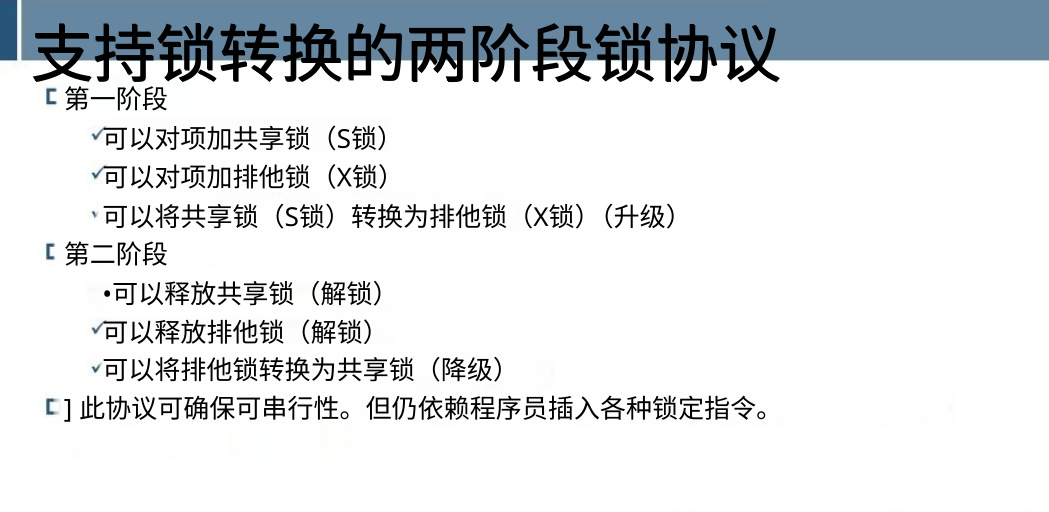 支持锁转换的两阶段锁协议
第一阶段
可以对项加共享锁（S锁）
可以对项加排他锁（X锁）
可以将共享锁（S锁）转换为排他锁（X锁）（升级）
第二阶段
•可以释放共享锁（解锁）
可以释放排他锁（解锁）
可以将排他锁转换为共享锁（降级）
] 此协议可确保可串行性。但仍依赖程序员插入各种锁定指令。